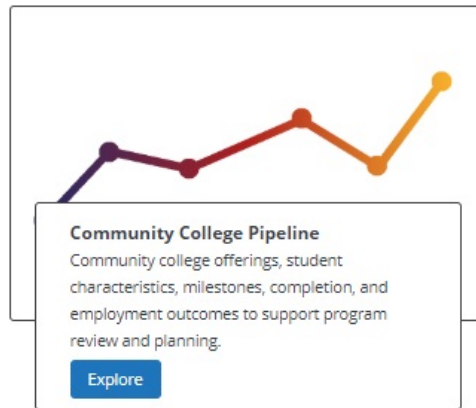 Community College Pipeline
Community college offerings, student
characteristics, milestones, completion, and
employment outcomes to support program
review and planning.
Explore